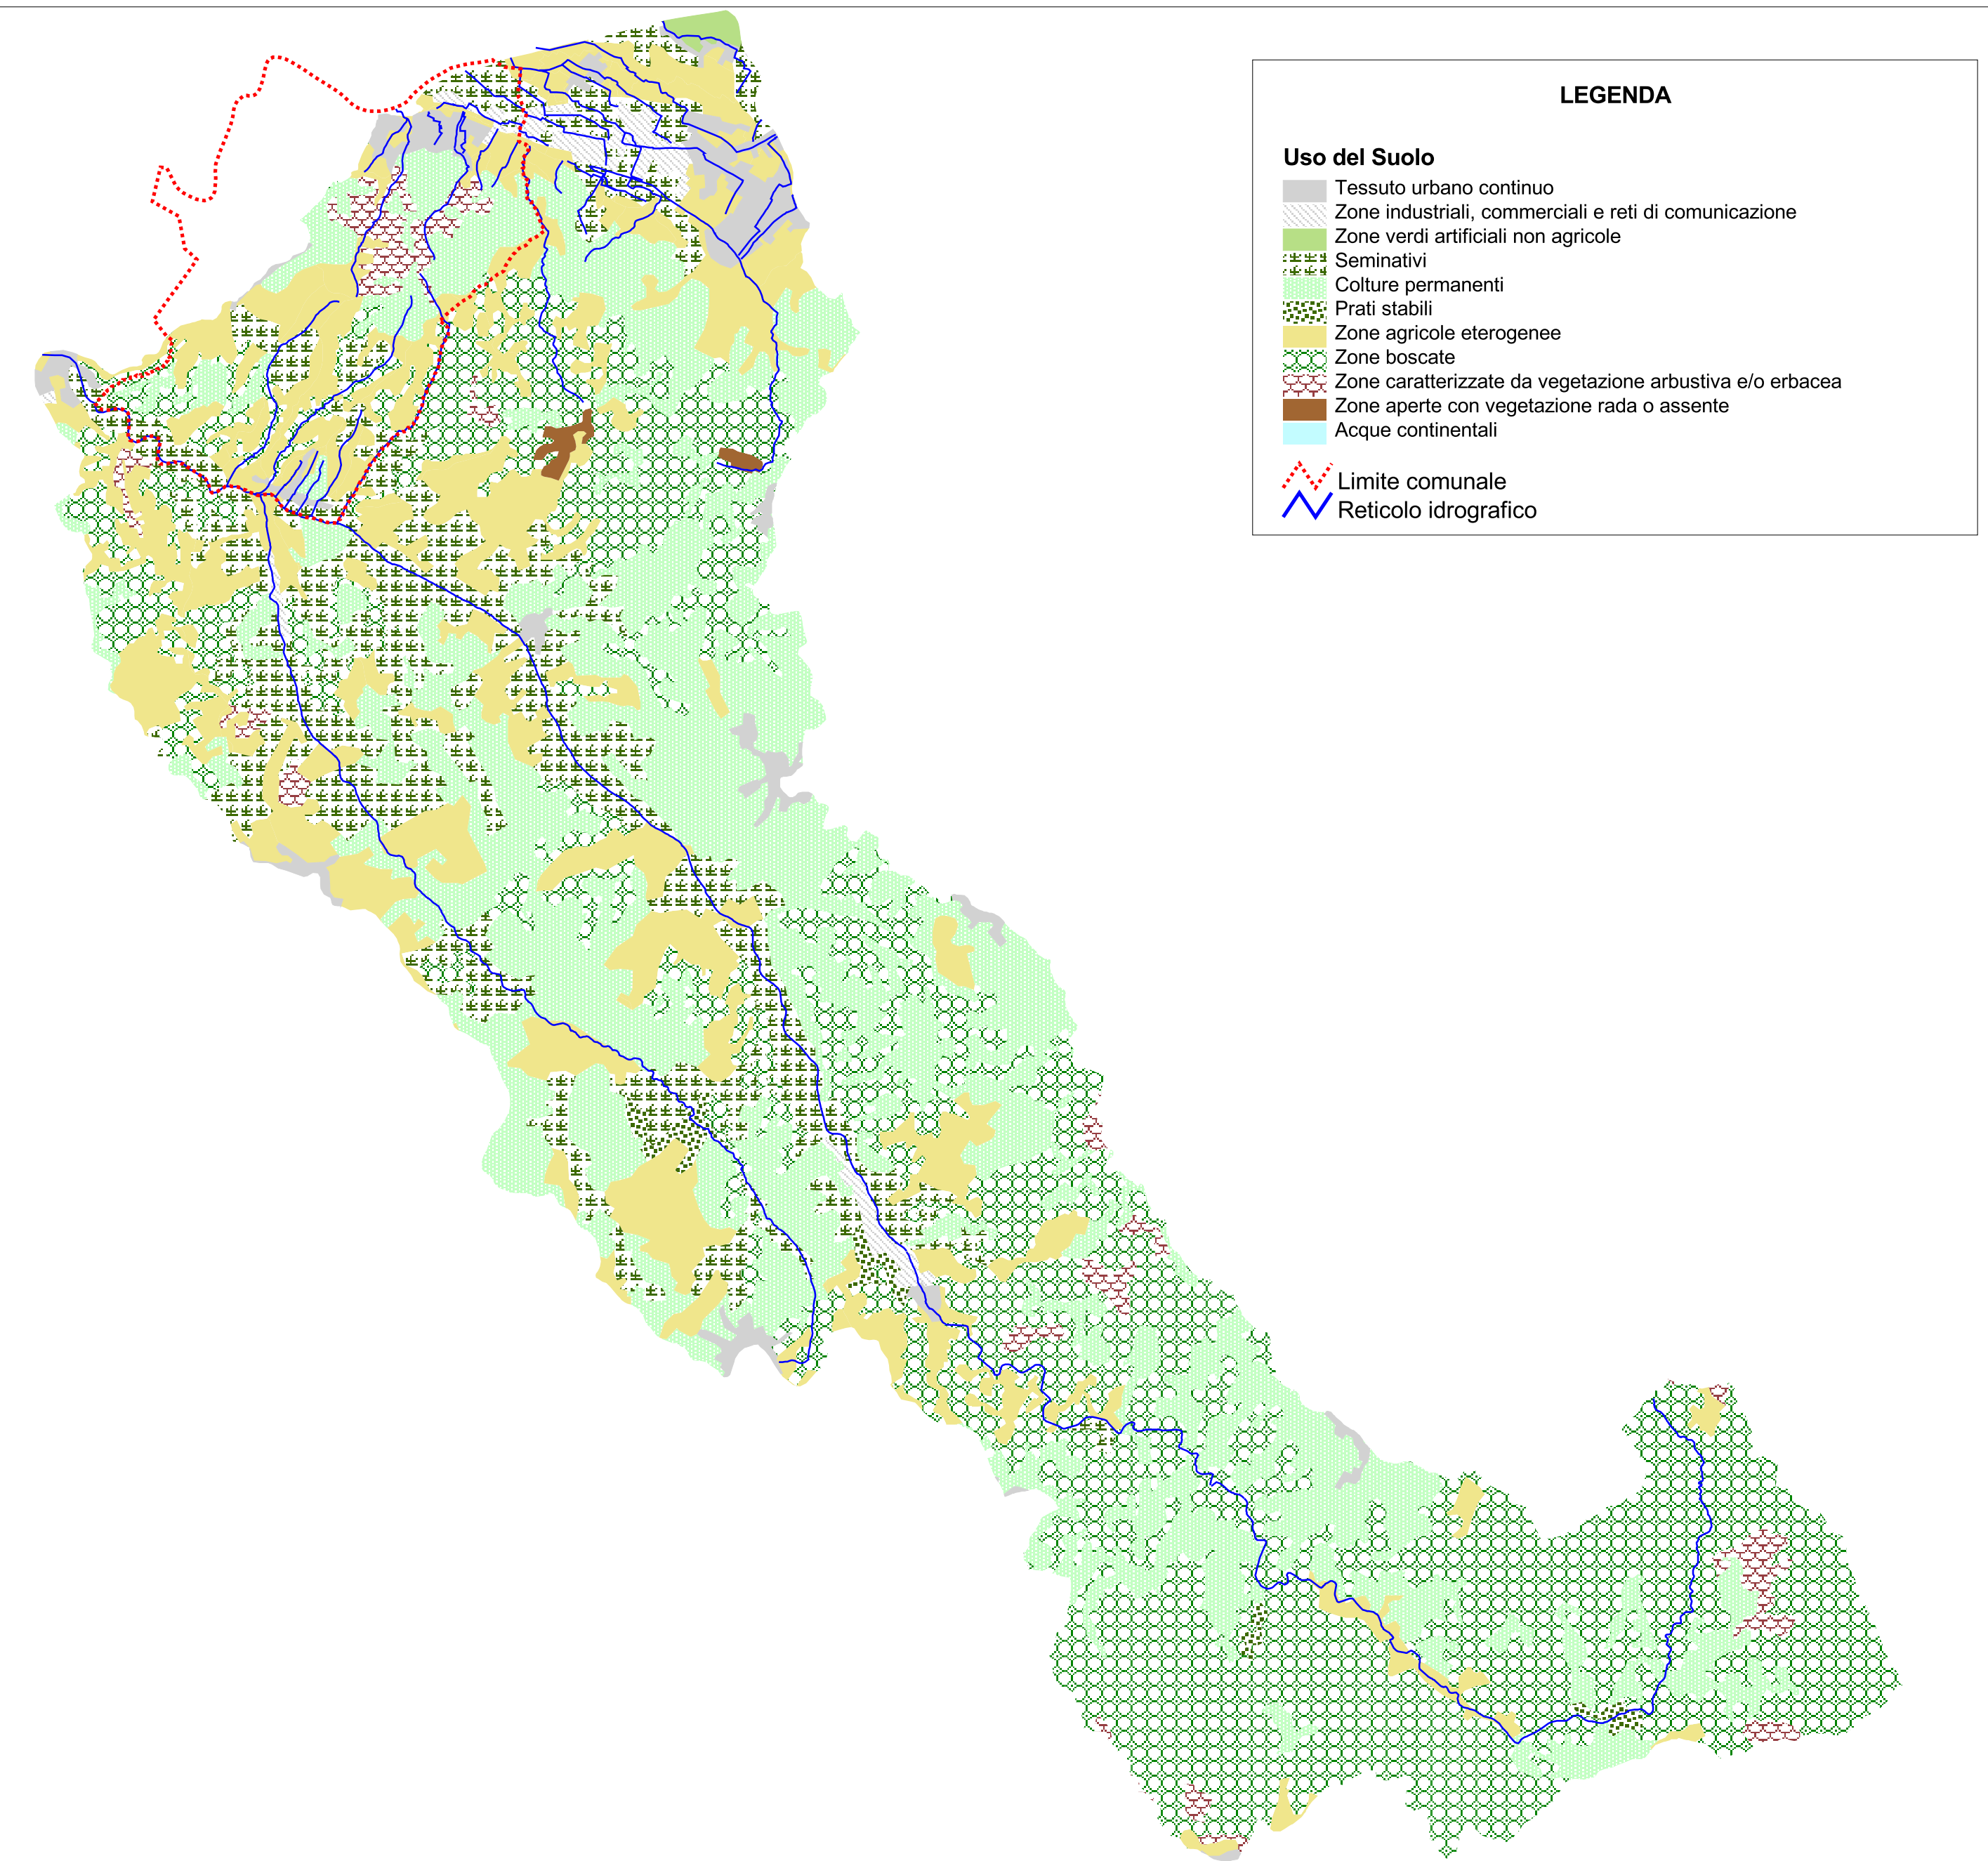 LEGENDA
Uso del Suolo
Tessuto urbano continuo
Zone industriali, commerciali e reti di comunicazione
Zone verdi artificiali non agricole
Seminativi
Colture permanenti
Prati stabili
Zone agricole eterogenee
Zone boscate
Zone caratterizzate da vegetazione arbustiva e/o erbacea
Zone aperte con vegetazione rada o assente
Acque continentali
Limite comunale
Reticolo idrografico